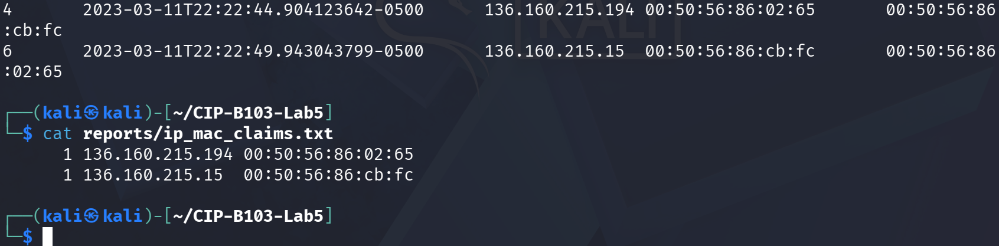 4       2023-03-11T22:22:44.904123642-0500      136.160.215.194 00:50:56:86:02:65       00:50:56:86
:cb:fc
6       2023-03-11T22:22:49.943043799-0500      136.160.215.15  00:50:56:86:cb:fc       00:50:56:86
:02:65
KALI
┌──(kali㉿kali)-[~/CIP-B103-Lab5]
└─$ cat reports/ip_mac_claims.txt
      1 136.160.215.194 00:50:56:86:02:65
      1 136.160.215.15  00:50:56:86:cb:fc
┌──(kali㉿kali)-[~/CIP-B103-Lab5]
└─$